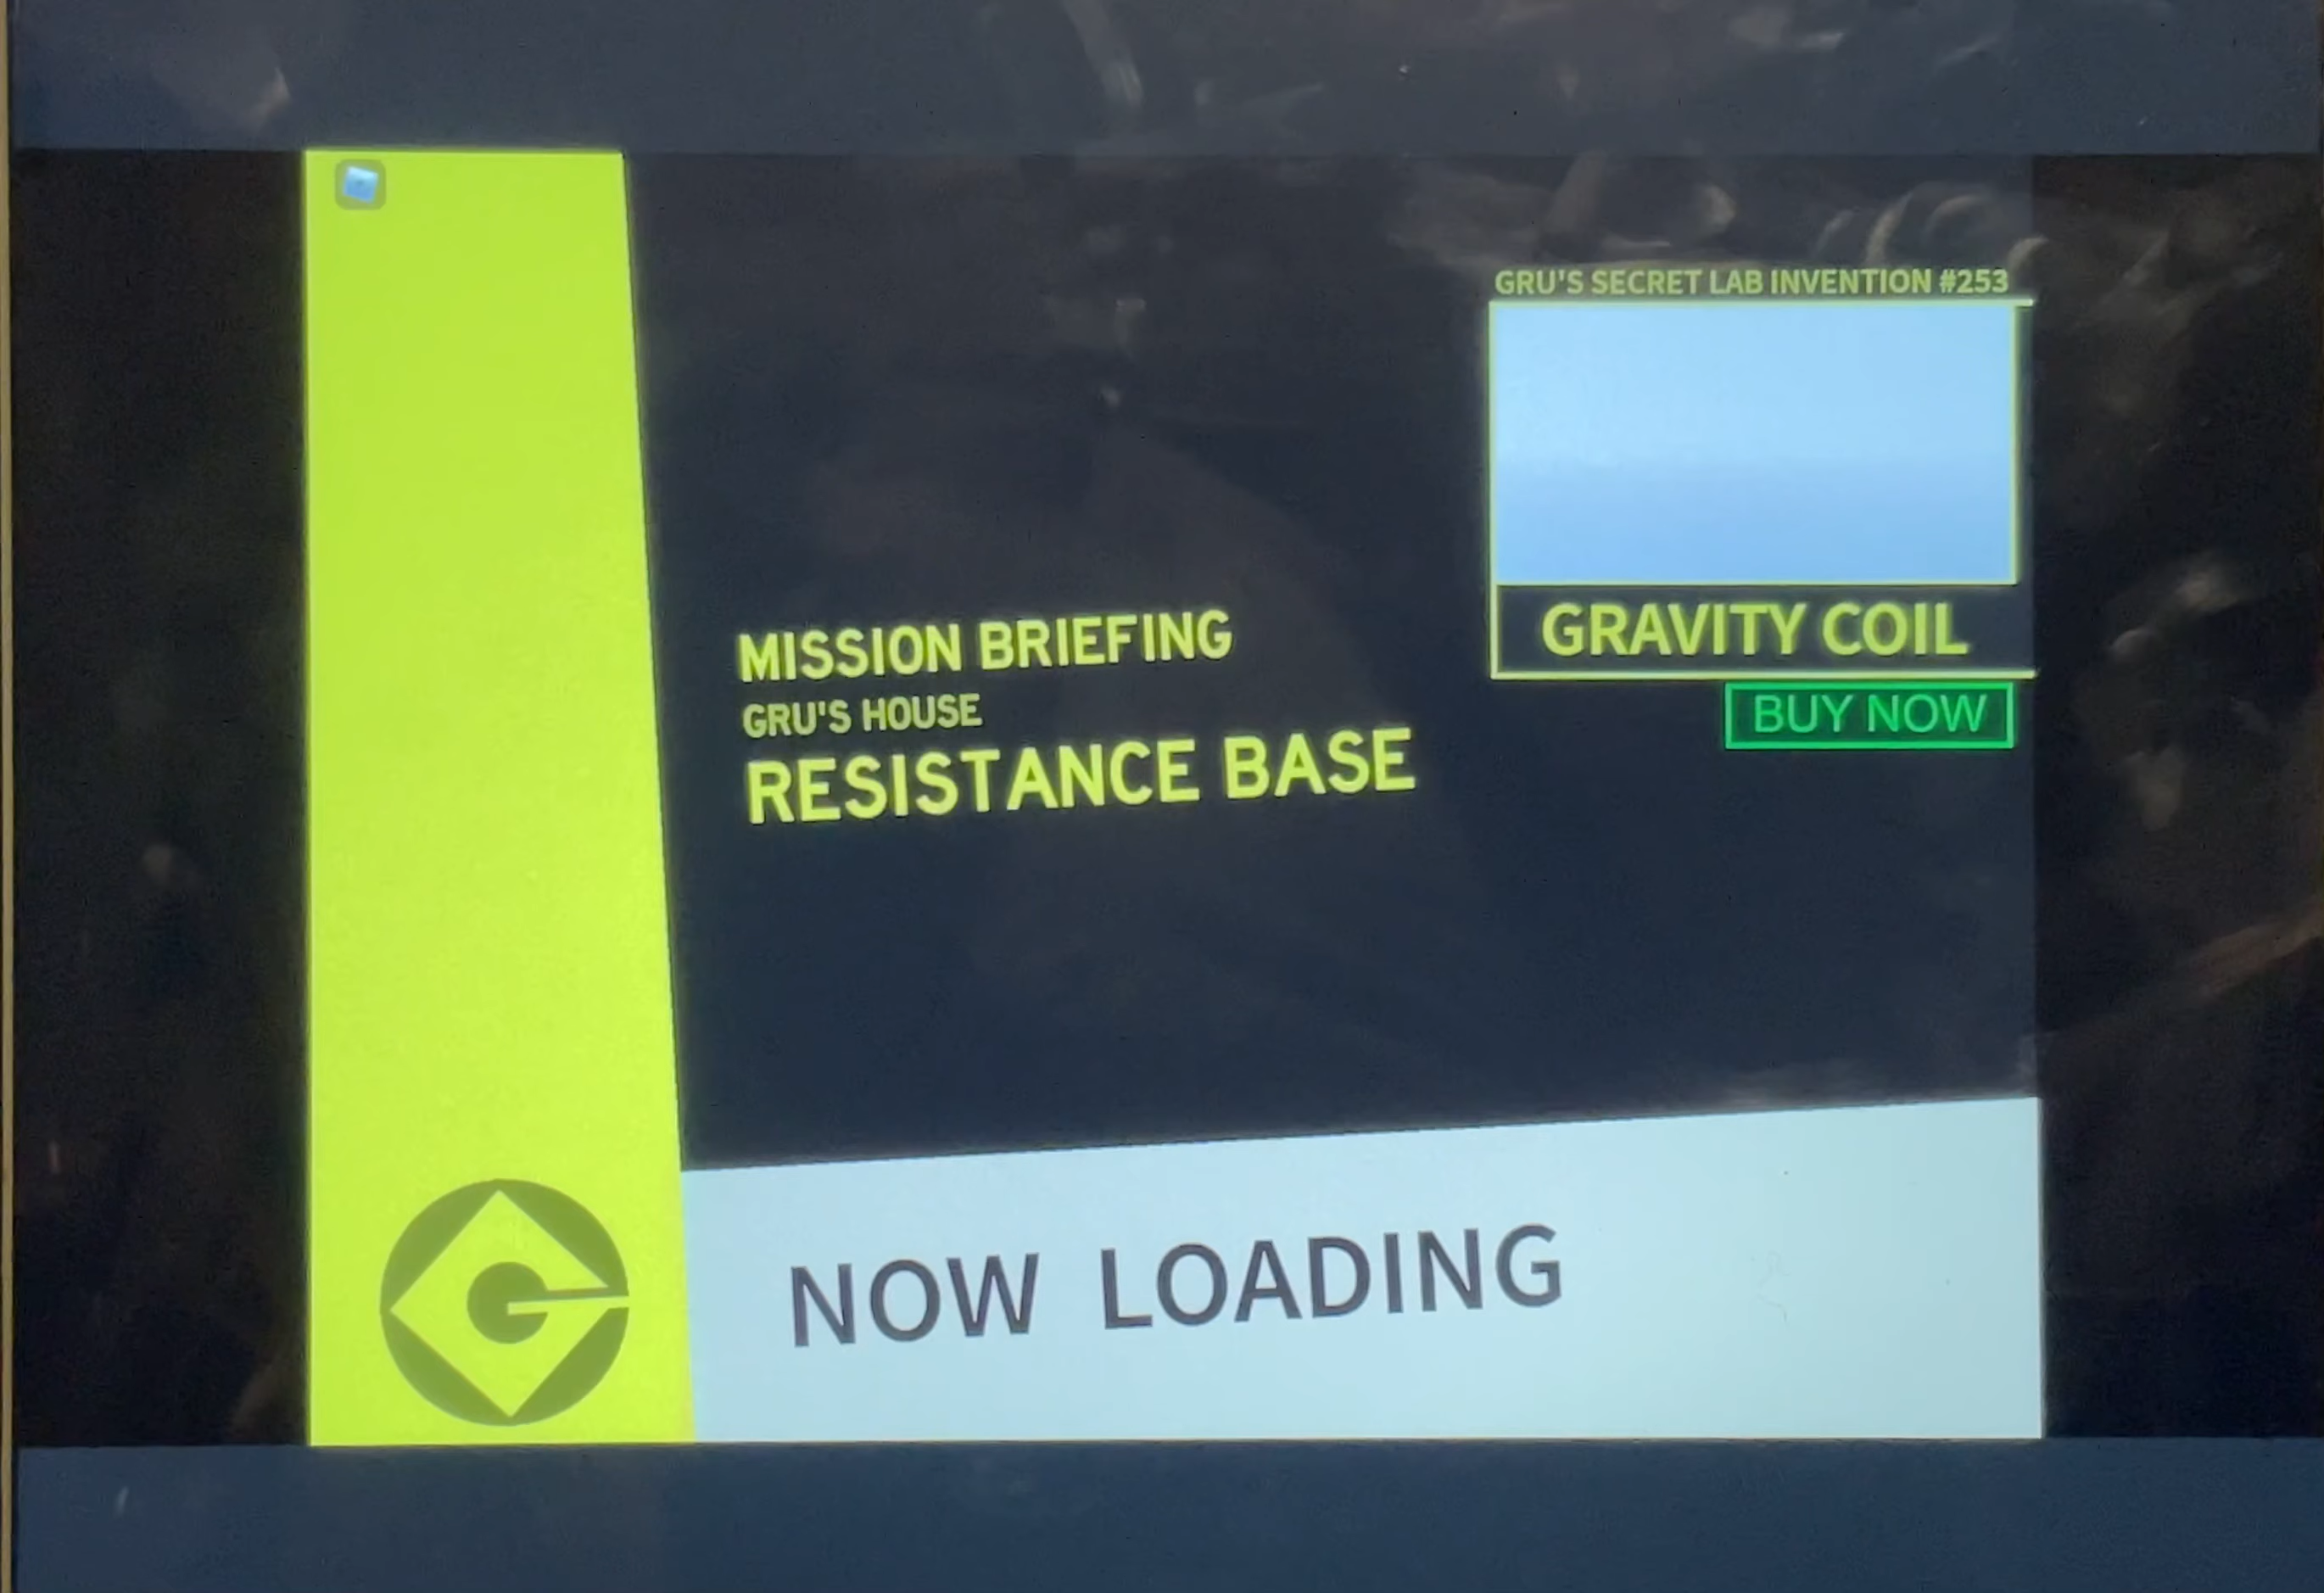 GRU'S SECRET LAB INVENTION #253
GRAVITY COIL
BUY NOW
MISSION BRIEFING
GRU'S HOUSE
RESISTANCE BASE
NOW LOADING